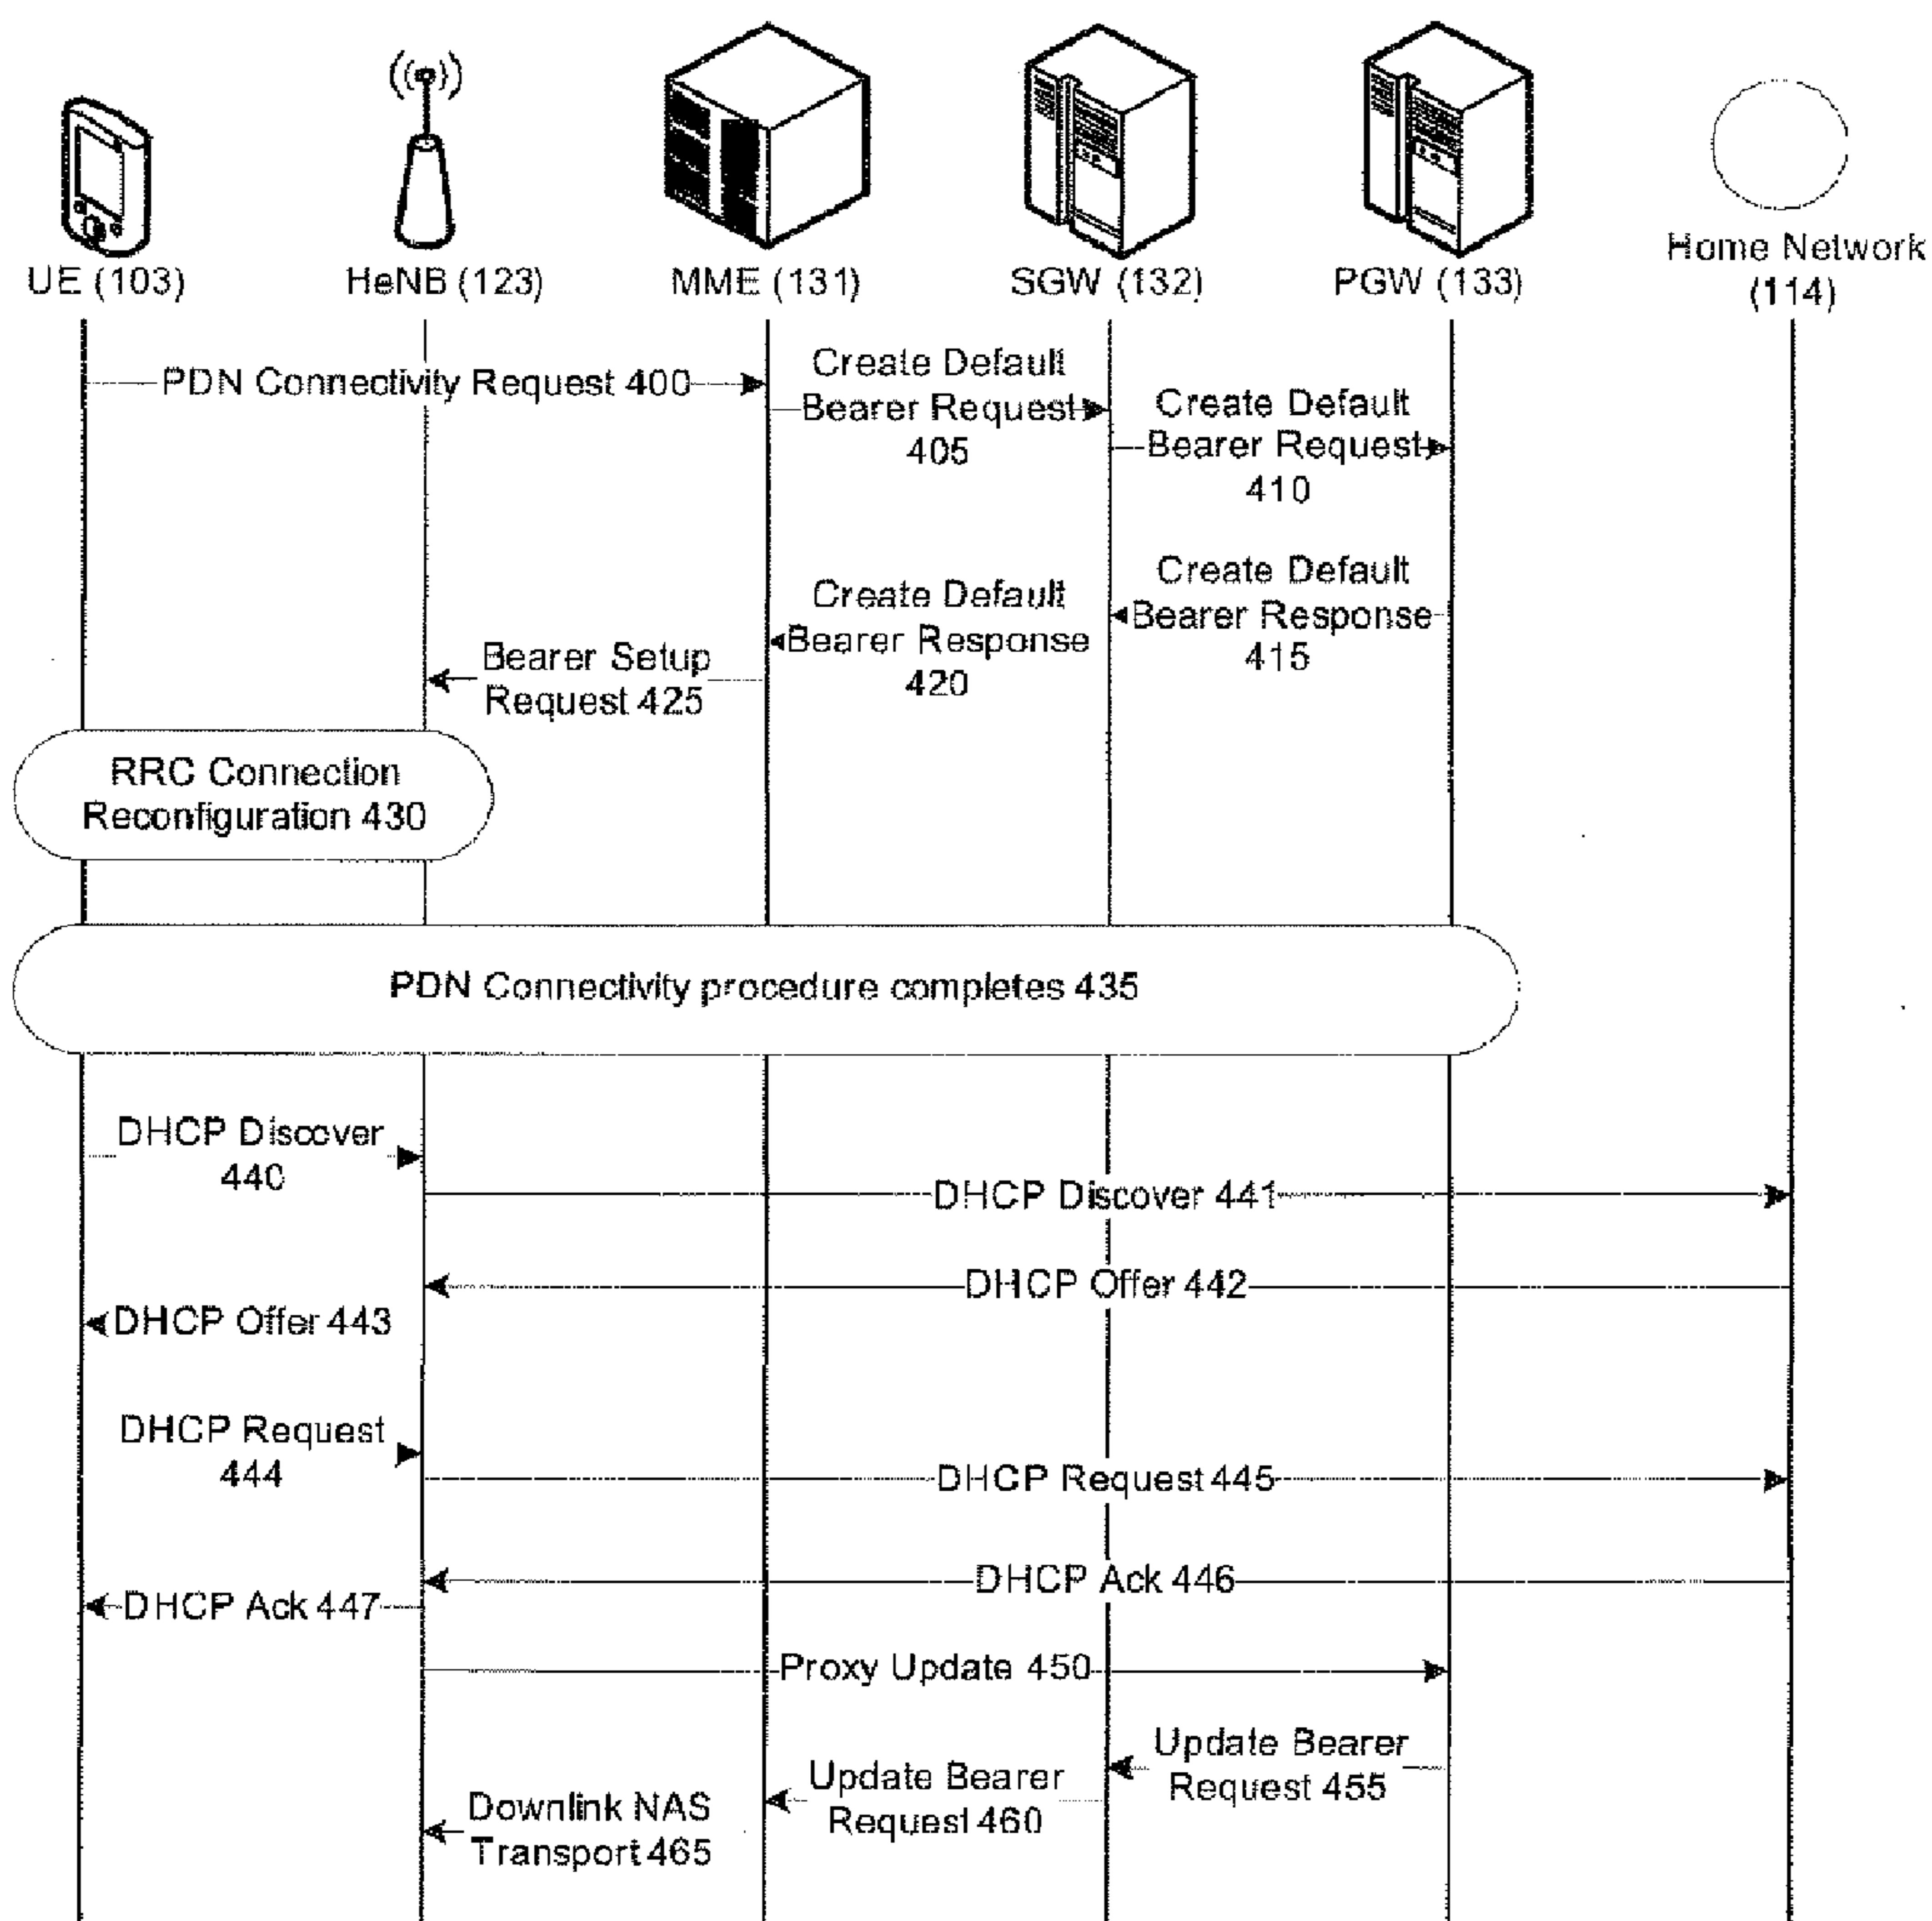 UE (103)
HeNB (123)
MME (131)
SGW (132)
PGW (133)
Home Network
(114)
PDN Connectivity Request 400
Create Default
Bearer Request
405
Create Default
Bearer Request
410
Create Default
Bearer Response
415
Create Default
Bearer Response
420
Bearer Setup
Request 425
RRC Connection
Reconfiguration 430
PDN Connectivity procedure completes 435
DHCP Discover
440
DHCP Discover 441
DHCP Offer 442
DHCP Offer 443
DHCP Request
444
DHCP Request 445
DHCP Ack 446
DHCP Ack 447
Proxy Update 450
Update Bearer
Request 455
Update Bearer
Request 460
Downlink NAS
Transport 465